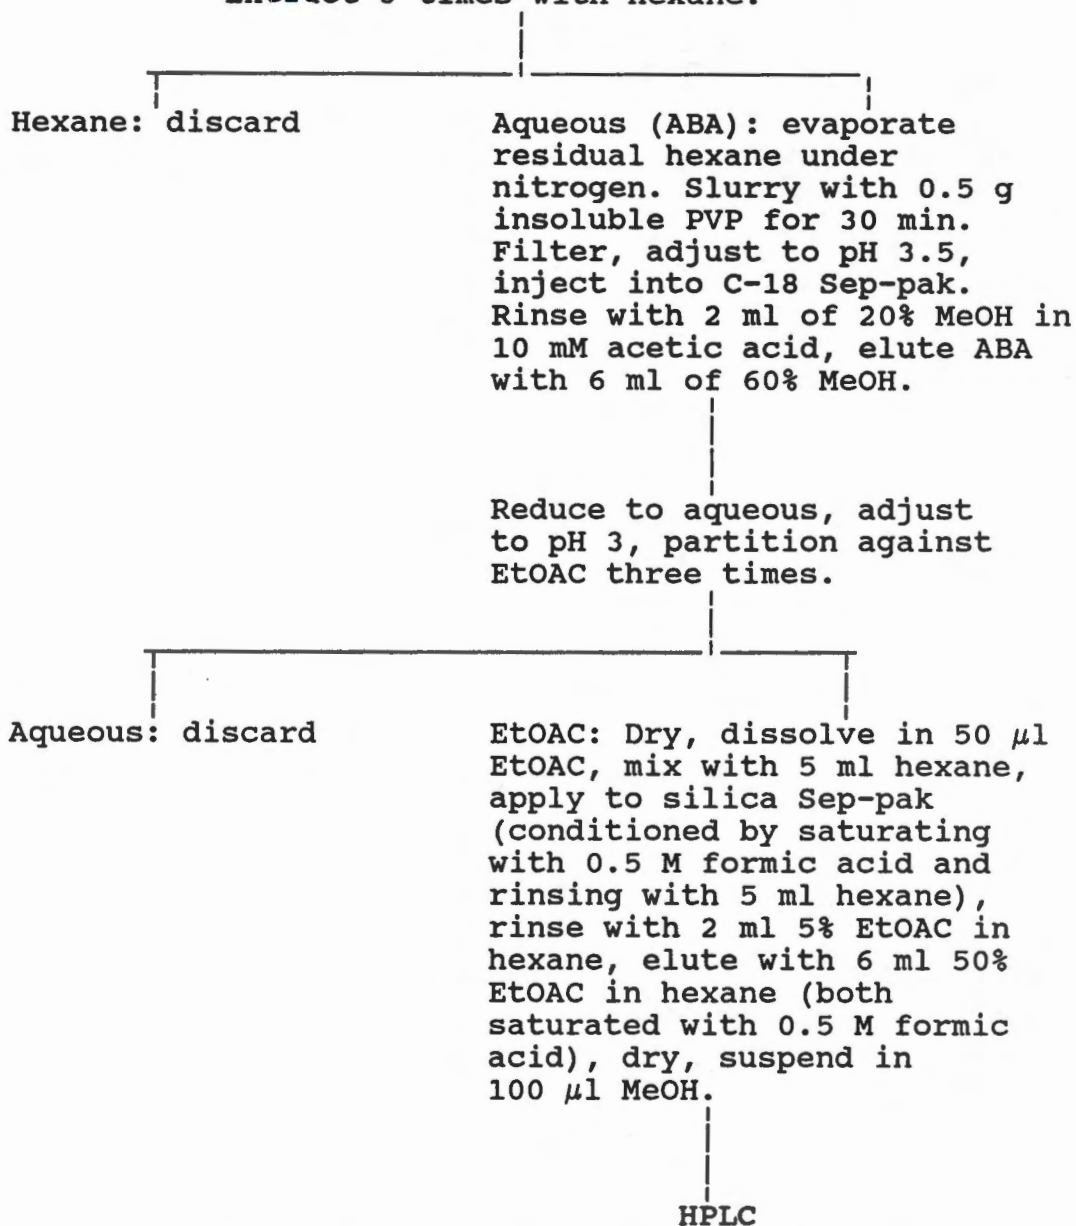 times with hexane.
Hexane: discard
Aqueous (ABA): evaporate
residual hexane under
nitrogen. Slurry with 0.5 g
insoluble PVP for 30 min.
Filter, adjust to pH 3.5,
inject into C-18 Sep-pak.
Rinse with 2 ml of 20% MeOH in
10 mM acetic acid, elute ABA
with 6 ml of 60% MeOH.
Reduce to aqueous, adjust
to pH 3, partition against
EtOAC three times.
Aqueous: discard
EtOAC: Dry, dissolve in 50 μl
EtOAC, mix with 5 ml hexane,
apply to silica Sep-pak
(conditioned by saturating
with 0.5 M formic acid and
rinsing with 5 ml hexane),
rinse with 2 ml 5% EtOAC in
hexane, elute with 6 ml 50%
EtOAC in hexane (both
saturated with 0.5 M formic
acid), dry, suspend in
100 μl MeOH.
HPLC